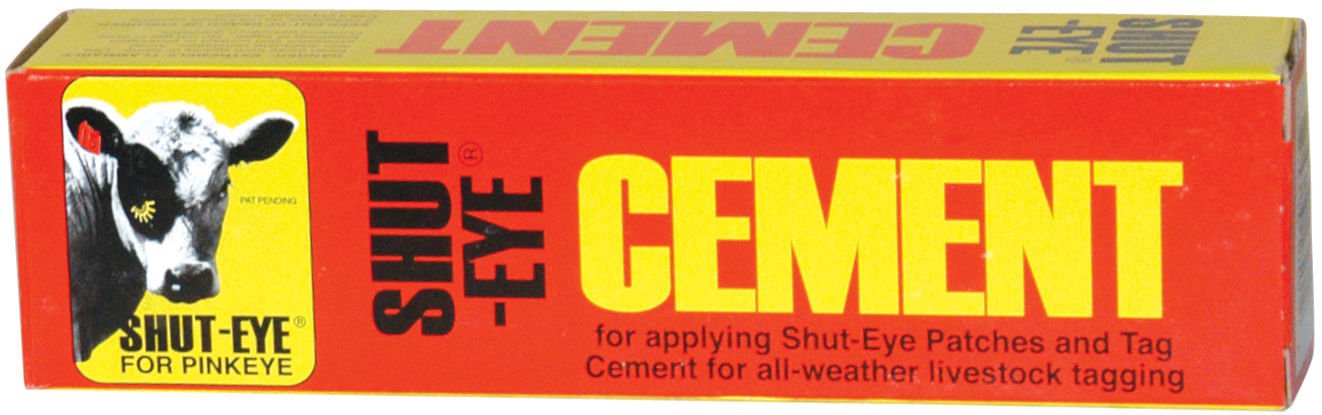 CEMENT
SHUT
-EYE®
PAT PENDING
SHUT-EYE®
FOR PINKEYE
SHUT
-EYE®
CEMENT
for applying Shut-Eye Patches and Tag
Cement for all-weather livestock tagging